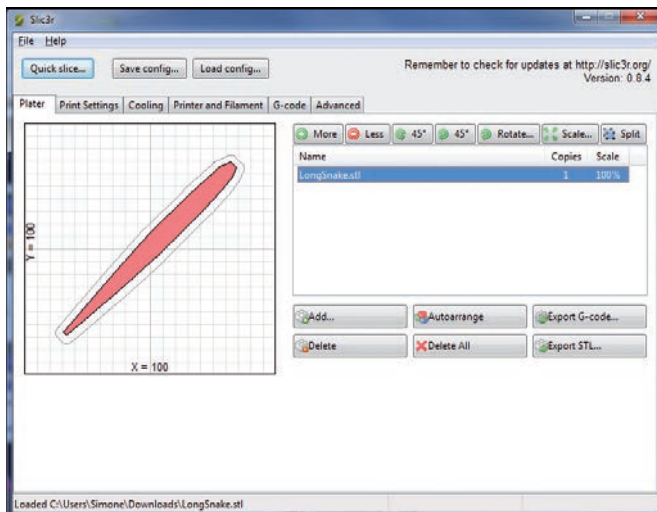 Slic3r
File Help
Quick slice... Save config... Load config...
Remember to check for updates at http://slic3r.org/
Version: 0.8.4
Plater Print Settings Cooling Printer and Filament G-code Advanced
More Less 45° 45° Rotate... Scale... Split
Name Copies Scale
LongSnake.stl 1 100%
Y = 100
X = 100
Add... Autoarrange Export G-code...
Delete Delete All Export STL...
Loaded C:\Users\Simone\Downloads\LongSnake.stl